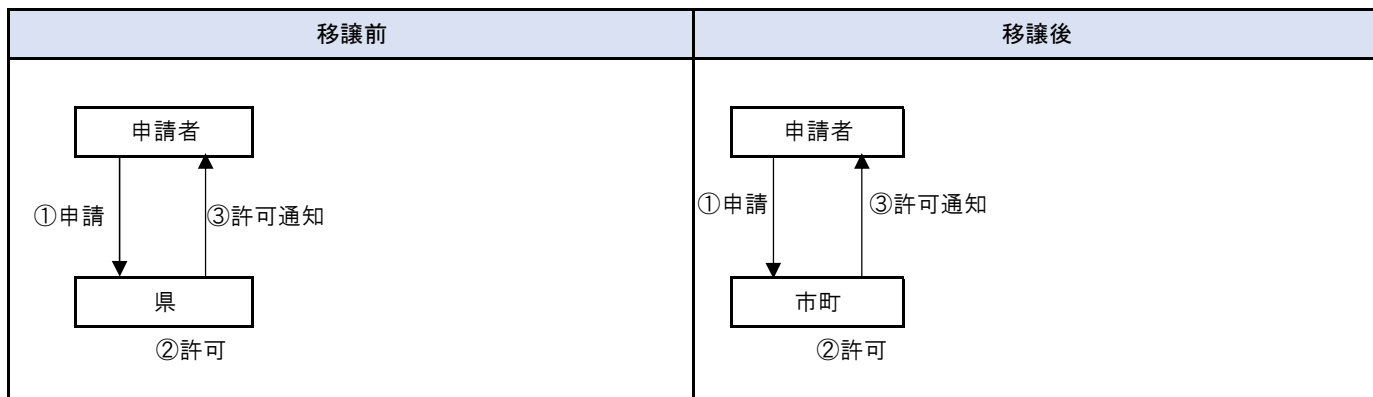 移譲前
移譲後
申請者
①申請
③許可通知
県
②許可
申請者
①申請
③許可通知
市町
②許可